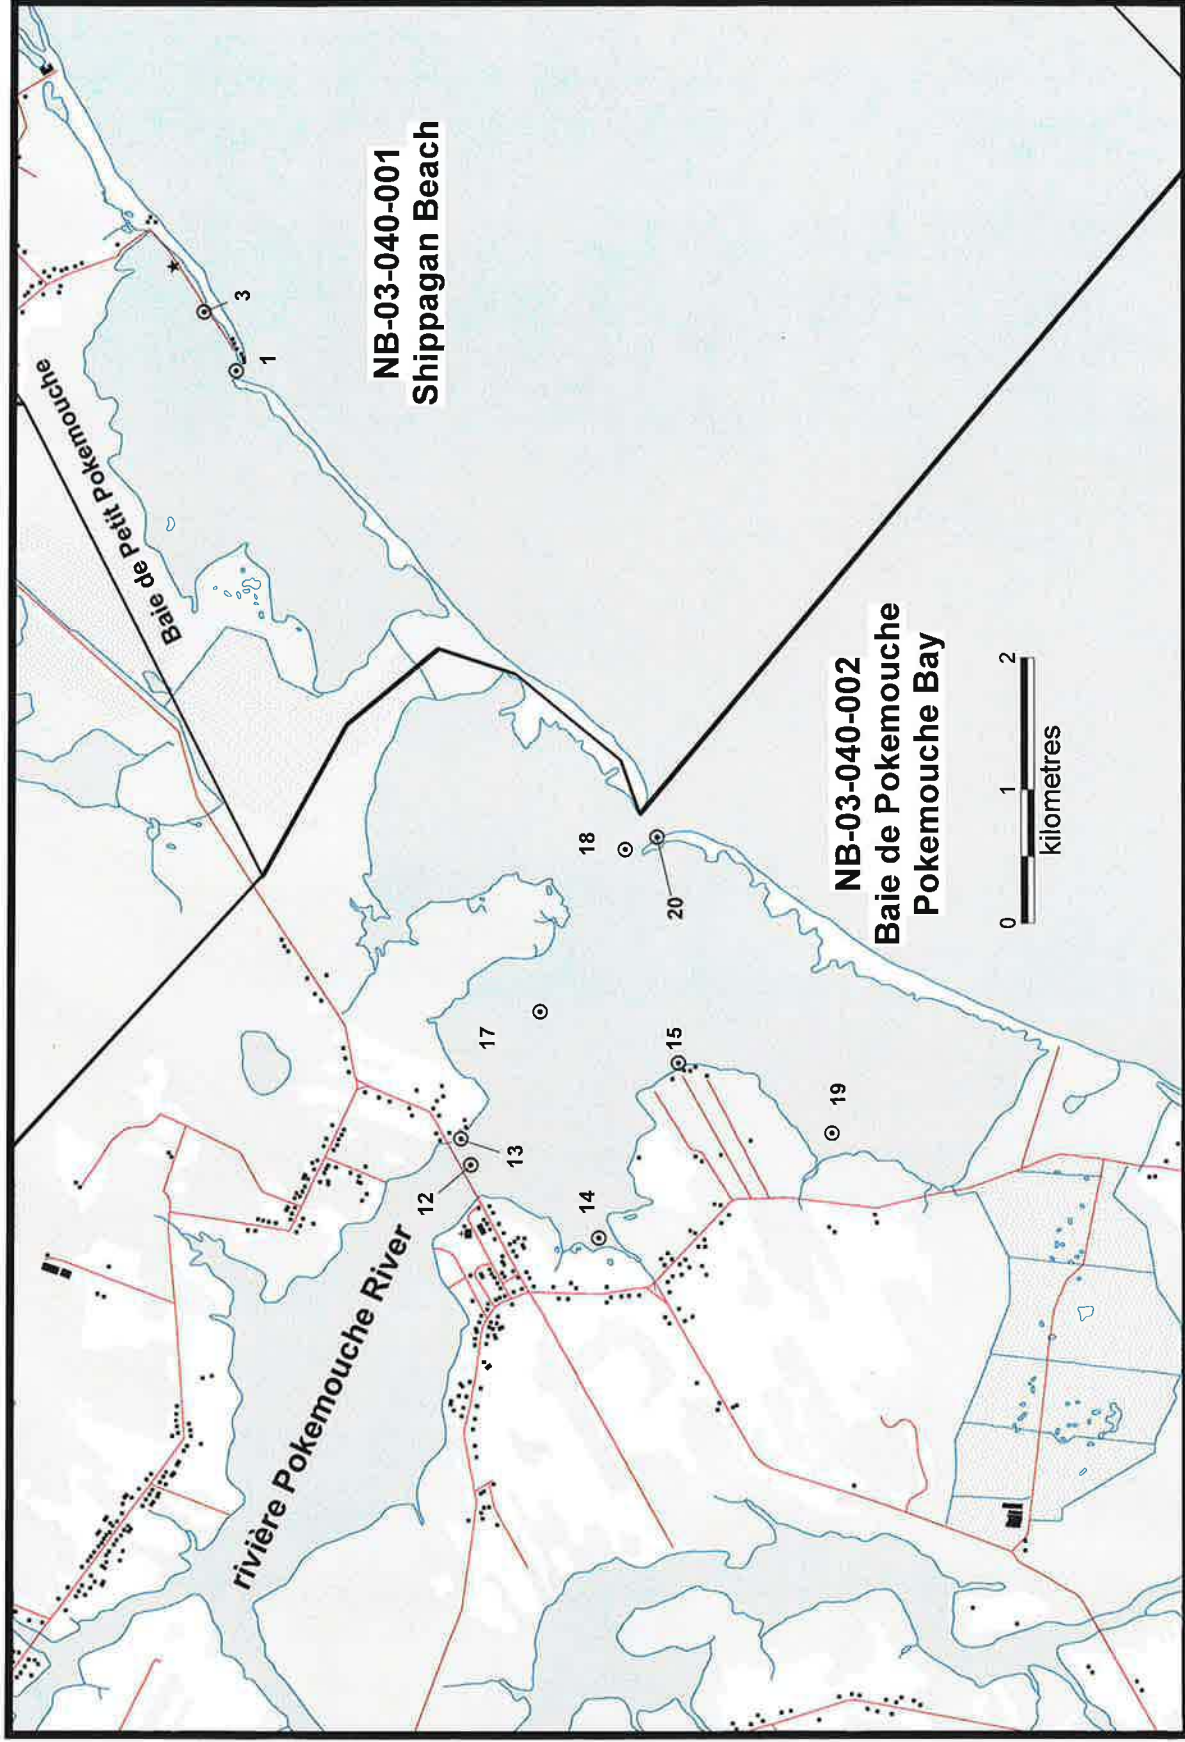 Baie de Petit Pokemouche
NB-03-040-001
Shippagan Beach
3
1
rivière Pokemouche River
12
13
17
18
20
14
15
19
NB-03-040-002
Baie de Pokemouche
Pokemouche Bay
0 1 2
kilometres